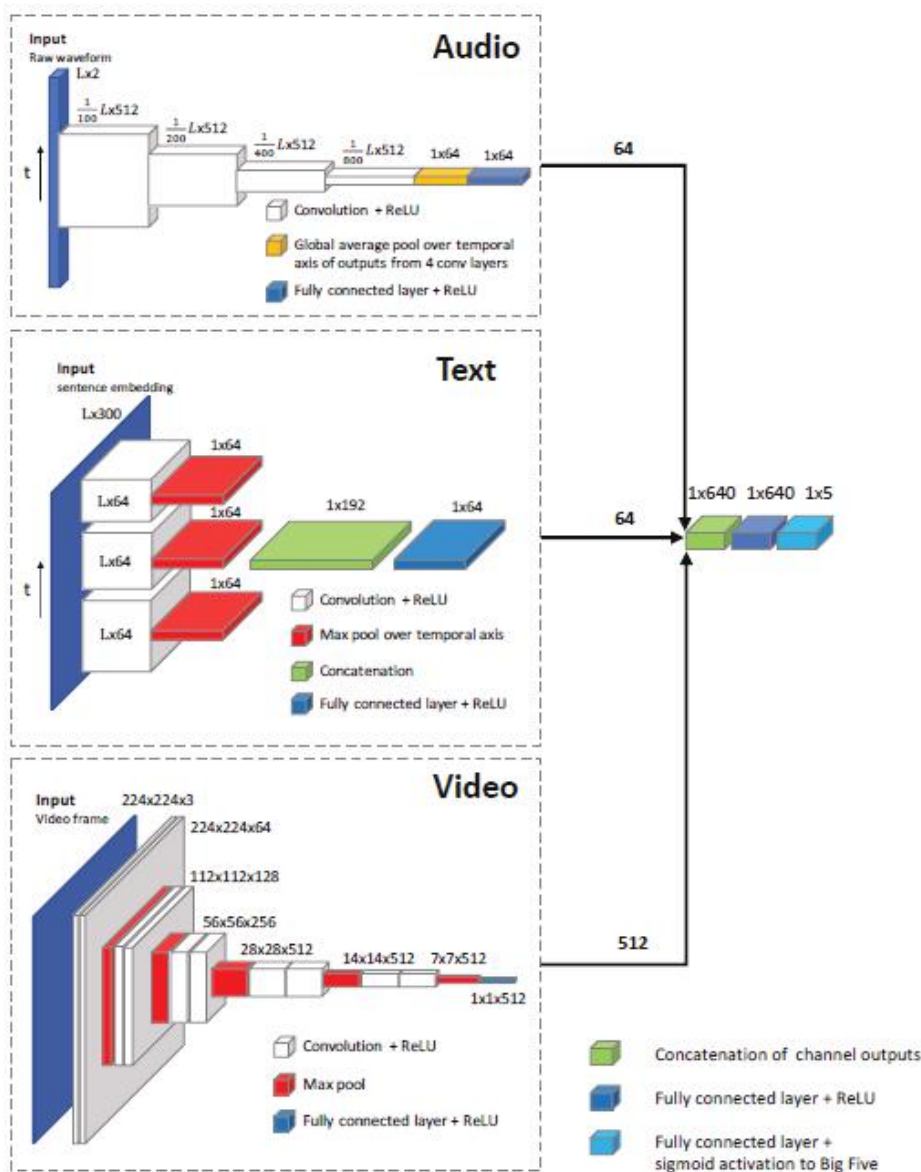 Audio
Input
Raw waveform
Lx2
1/100 Lx512
1/200 Lx512
1/400 Lx512
1/800 Lx512
1x64
1x64
t
Convolution + ReLU
Global average pool over temporal
axis of outputs from 4 conv layers
Fully connected layer + ReLU
64
Text
Input
sentence embedding
Lx300
1x64
Lx64
1x64
Lx64
1x64
Lx64
1x192
1x64
t
Convolution + ReLU
Max pool over temporal axis
Concatenation
Fully connected layer + ReLU
64
1x640
1x640
1x5
Video
Input
Video frame
224x224x3
224x224x64
112x112x128
56x56x256
28x28x512
14x14x512
7x7x512
1x1x512
Convolution + ReLU
Max pool
Fully connected layer + ReLU
512
Concatenation of channel outputs
Fully connected layer + ReLU
Fully connected layer +
sigmoid activation to Big Five